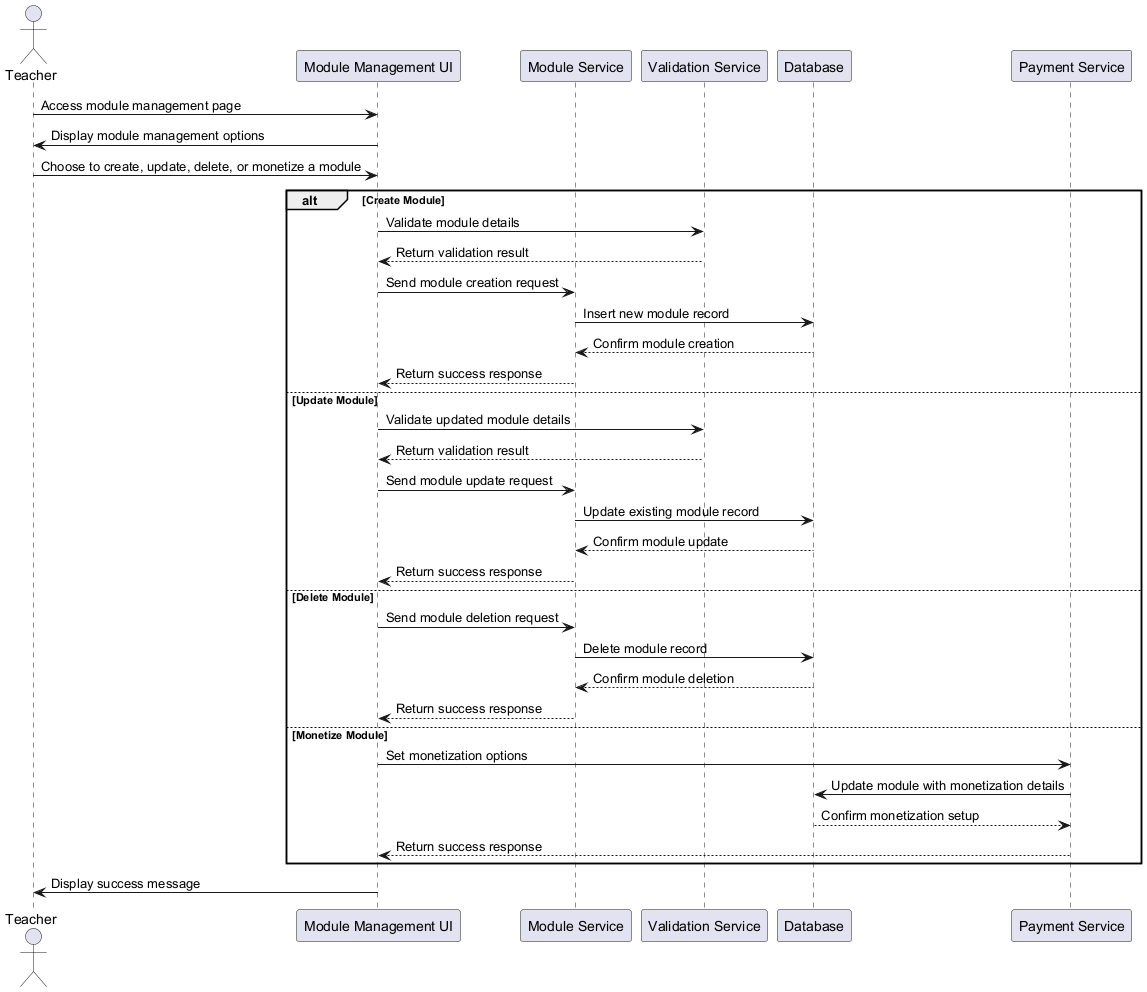 Teacher
Module Management UI
Module Service
Validation Service
Database
Payment Service
Access module management page
Display module management options
Choose to create, update, delete, or monetize a module
alt
[Create Module]
Validate module details
Return validation result
Send module creation request
Insert new module record
Confirm module creation
Return success response
[Update Module]
Validate updated module details
Return validation result
Send module update request
Update existing module record
Confirm module update
Return success response
[Delete Module]
Send module deletion request
Delete module record
Confirm module deletion
Return success response
[Monetize Module]
Set monetization options
Update module with monetization details
Confirm monetization setup
Return success response
Display success message
Teacher
Module Management UI
Module Service
Validation Service
Database
Payment Service